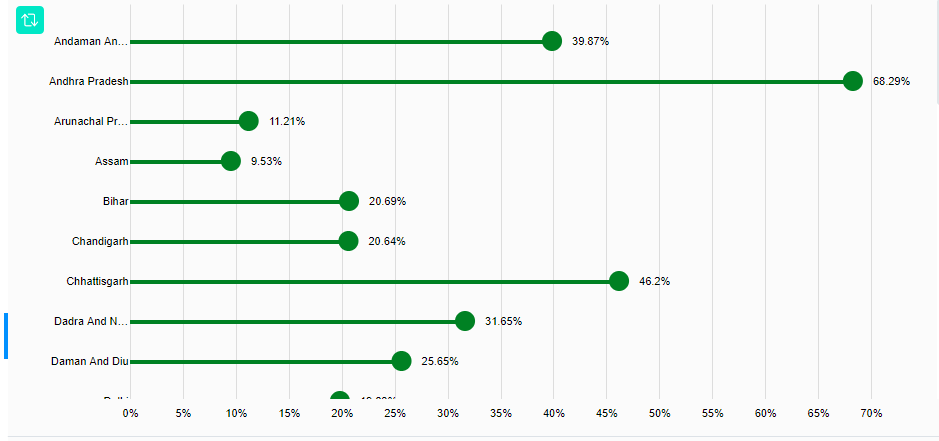 Andaman An... 39.87%
Andhra Pradesh 68.29%
Arunachal Pr... 11.21%
Assam 9.53%
Bihar 20.69%
Chandigarh 20.64%
Chhattisgarh 46.2%
Dadra And N... 31.65%
Daman And Diu 25.65%
0% 5% 10% 15% 20% 25% 30% 35% 40% 45% 50% 55% 60% 65% 70%